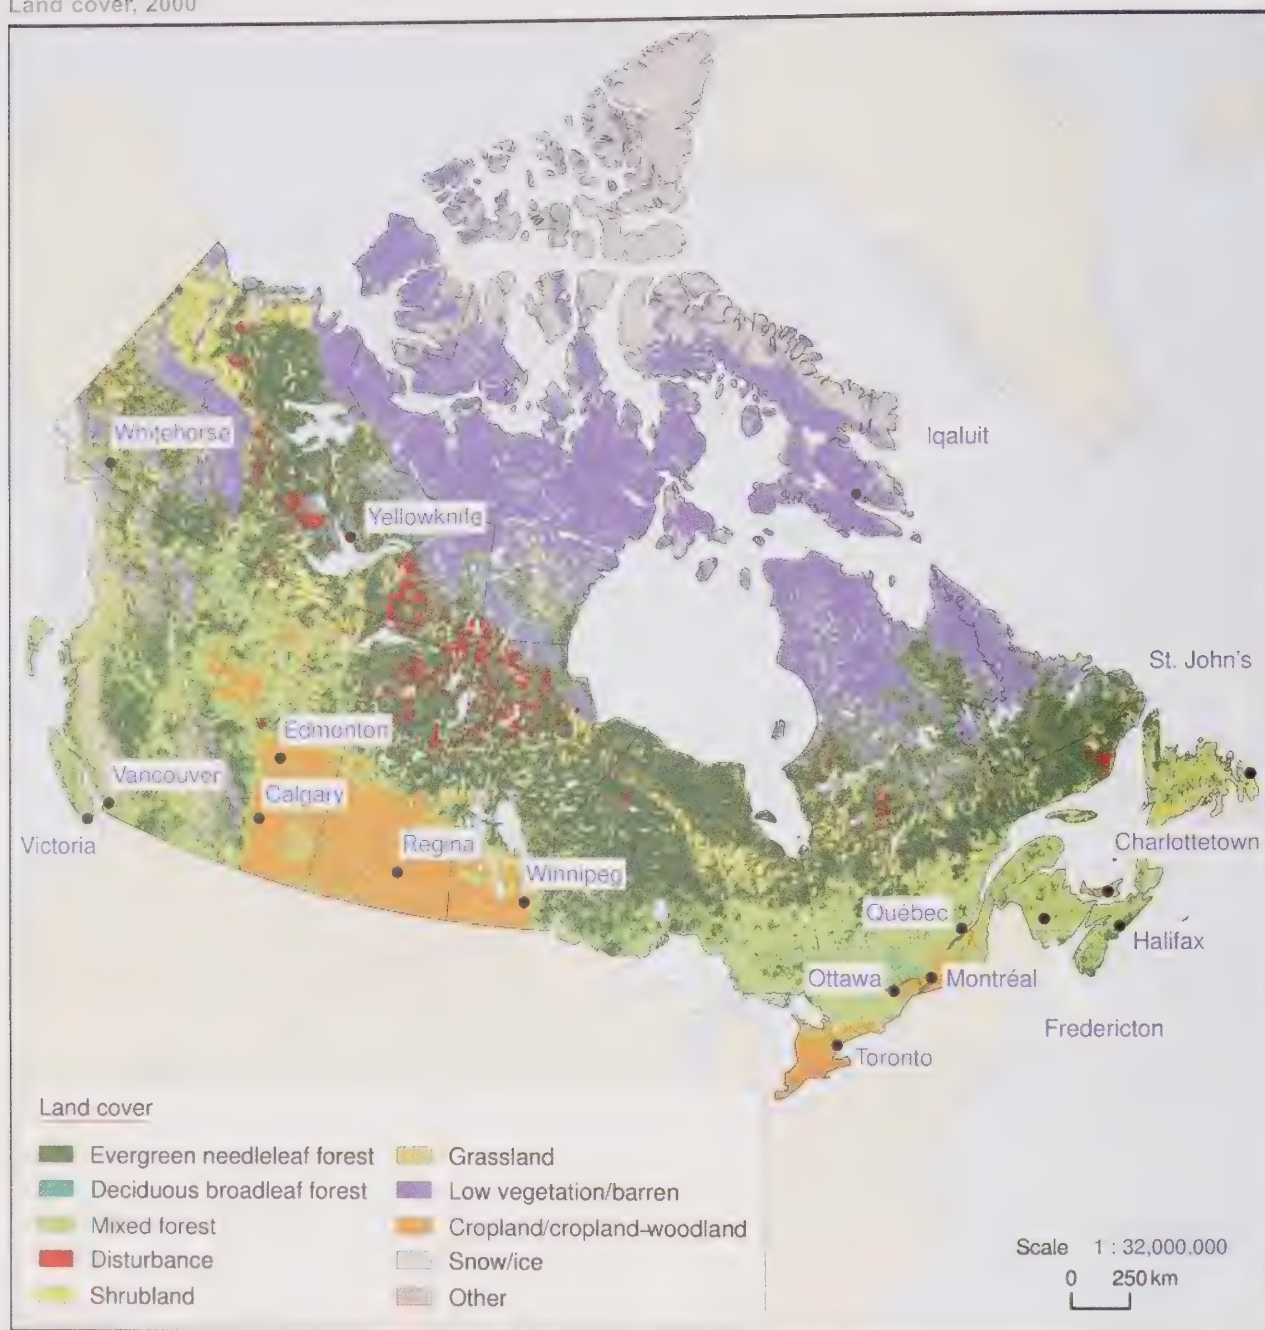 Land cover, 2000
Iqaluit
Whitehorse
Yellowknife
St. John's
Edmonton
Vancouver
Calgary
Victoria
Regina
Charlottetown
Winnipeg
Québec
Halifax
Ottawa
Montréal
Fredericton
Toronto
Land cover
Evergreen needleleaf forest
Deciduous broadleaf forest
Mixed forest
Disturbance
Shrubland
Grassland
Low vegetation/barren
Cropland/cropland-woodland
Snow/ice
Other
Scale 1 : 32,000.000
0 250 km